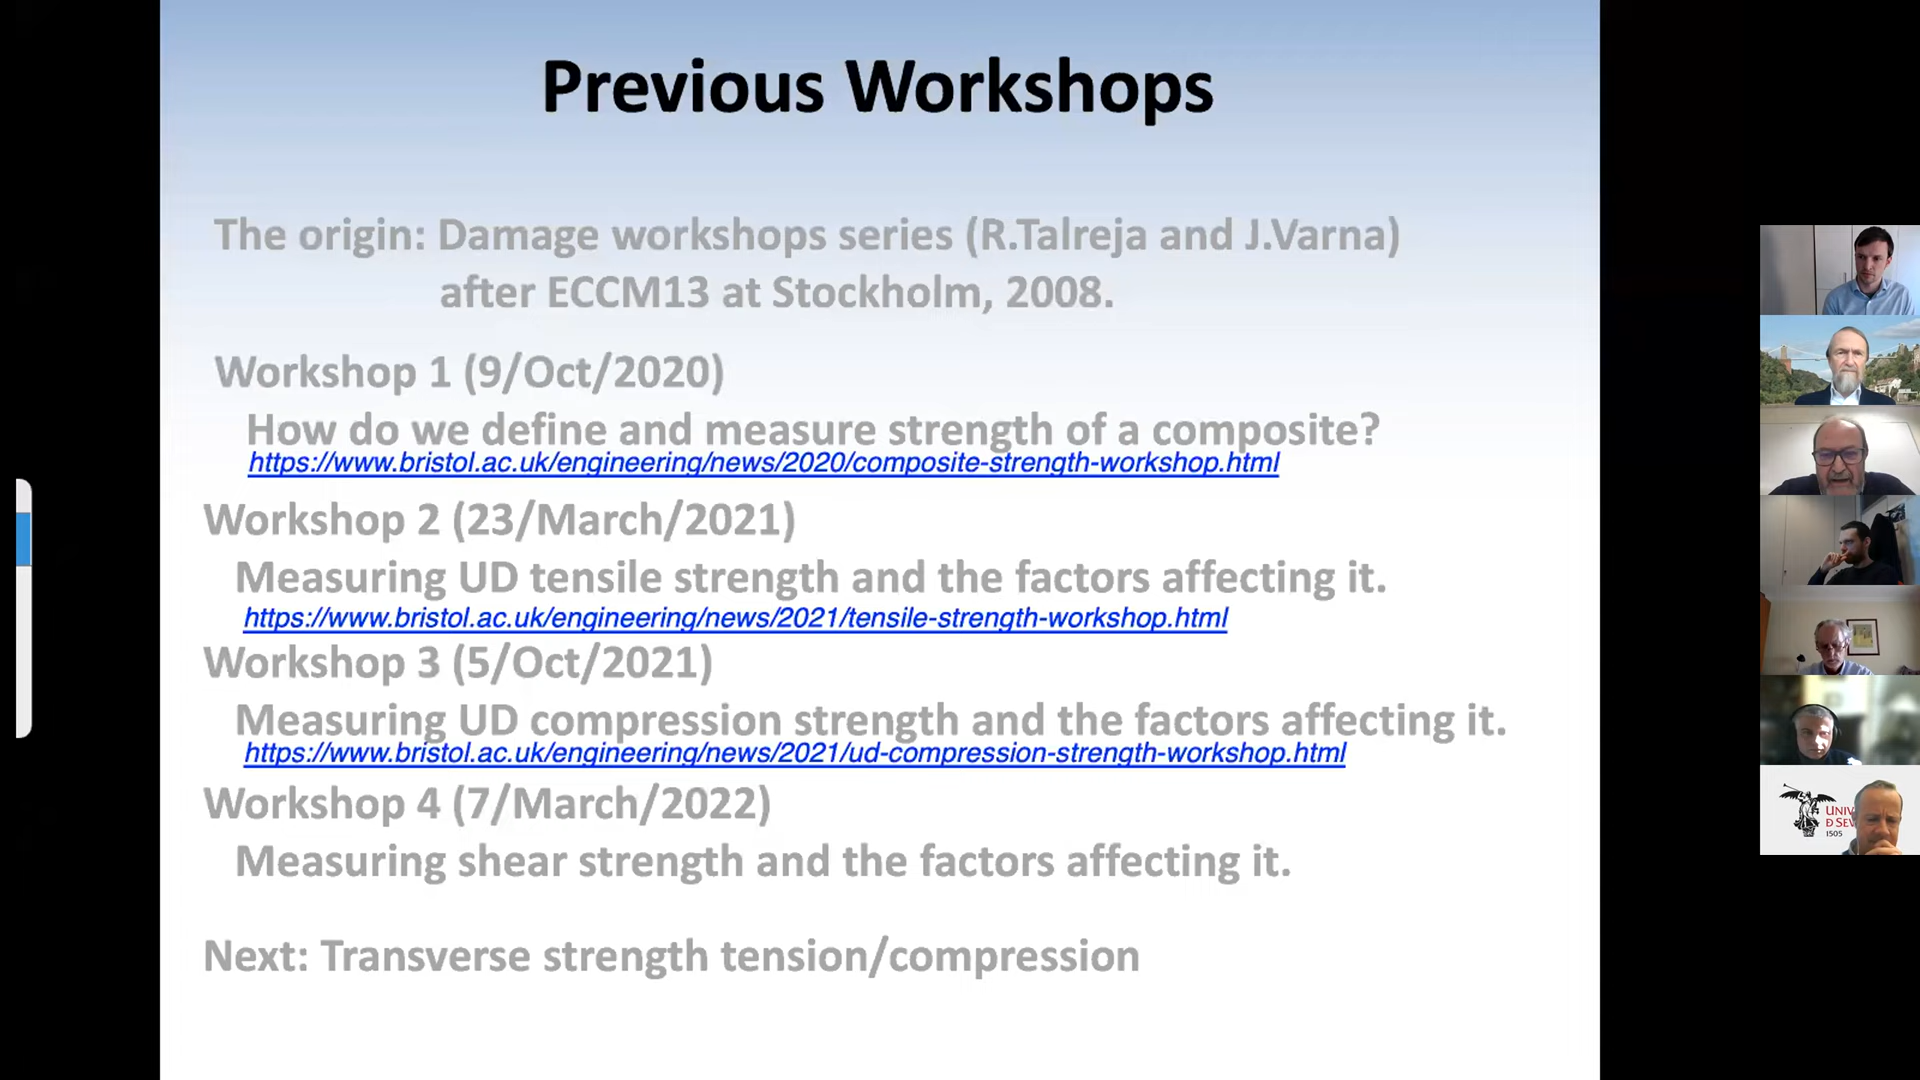 Previous Workshops
The origin: Damage workshops series (R.Talreja and J.Varna)
after ECCM13 at Stockholm, 2008.
Workshop 1 (9/Oct/2020)
How do we define and measure strength of a composite?
https://www.bristol.ac.uk/engineering/news/2020/composite-strength-workshop.html
Workshop 2 (23/March/2021)
Measuring UD tensile strength and the factors affecting it.
https://www.bristol.ac.uk/engineering/news/2021/tensile-strength-workshop.html
Workshop 3 (5/Oct/2021)
Measuring UD compression strength and the factors affecting it.
https://www.bristol.ac.uk/engineering/news/2021/ud-compression-strength-workshop.html
Workshop 4 (7/March/2022)
Measuring shear strength and the factors affecting it.
Next: Transverse strength tension/compression
UNIV
Đ SEV
1505